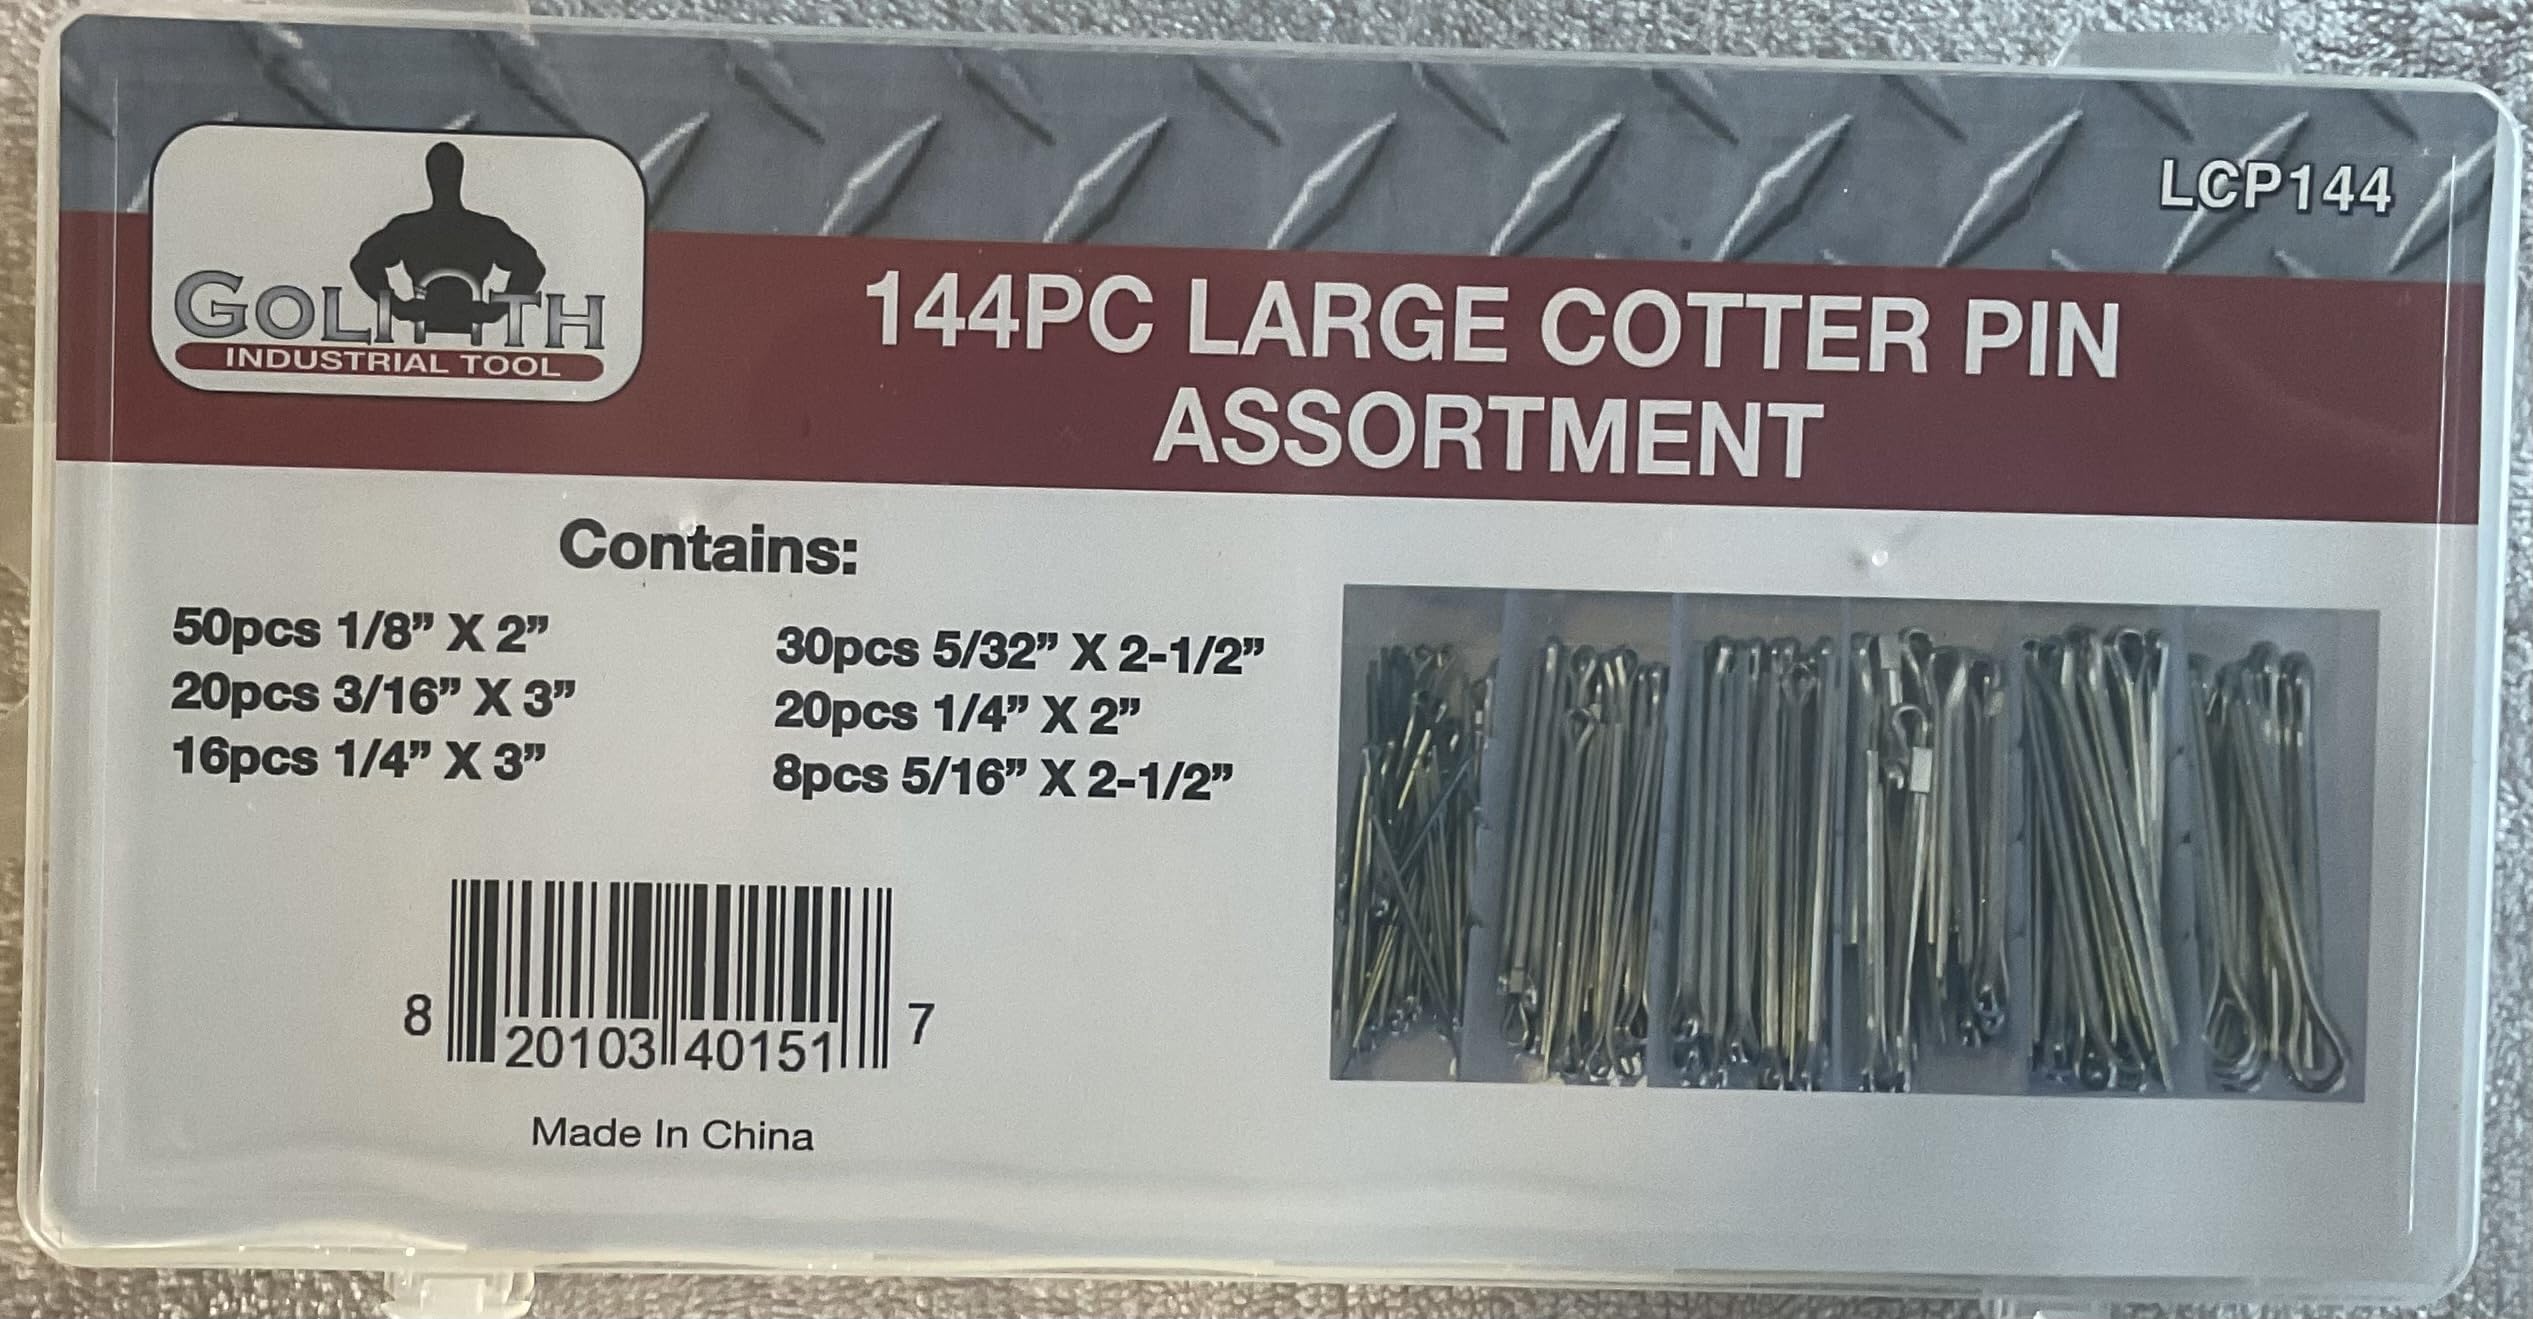 LCP144
GOLIATH
INDUSTRIAL TOOL
144PC LARGE COTTER PIN
ASSORTMENT
Contains:
50pcs 1/8” X 2”
20pcs 3/16” X 3”
16pcs 1/4” X 3”
30pcs 5/32” X 2-1/2”
20pcs 1/4” X 2”
8pcs 5/16” X 2-1/2”
8 20103 40151 7
Made In China